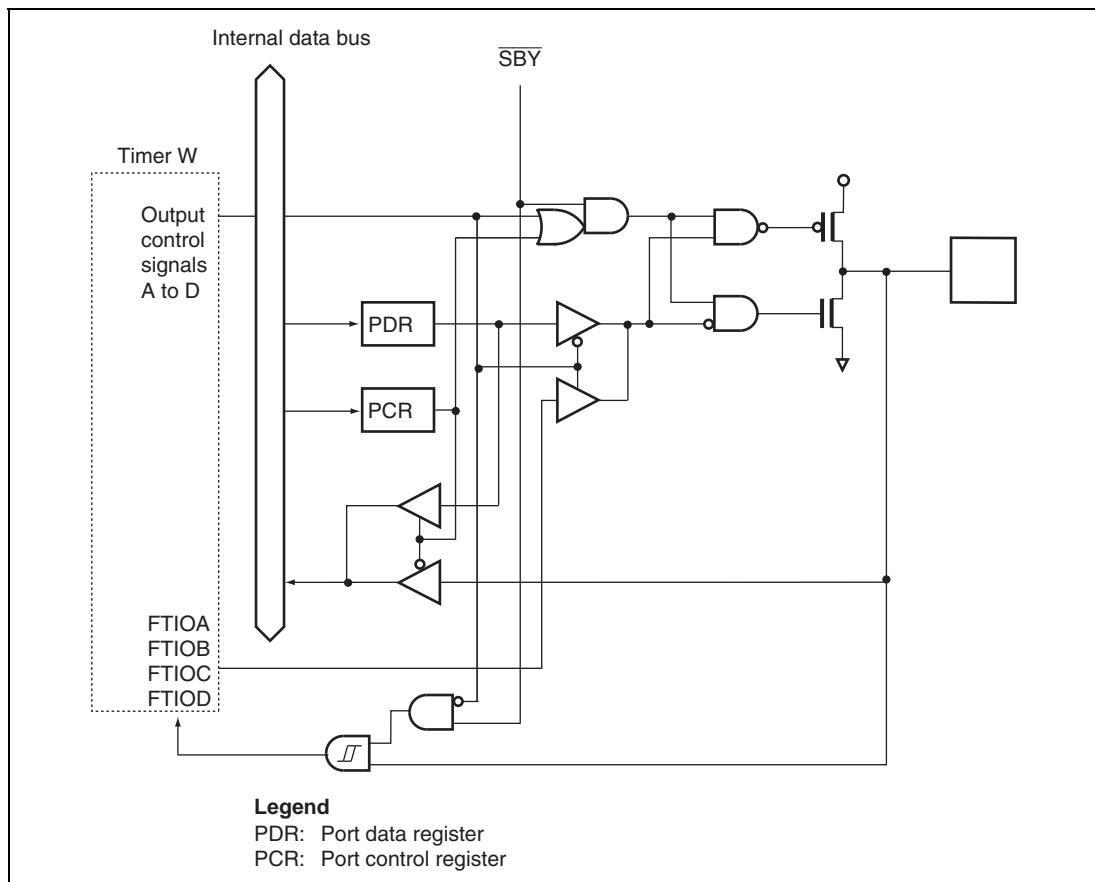 Internal data bus
SBY
Timer W
Output
control
signals
A to D
PDR
PCR
FTIOA
FTIOB
FTIOC
FTIOD
Legend
PDR: Port data register
PCR: Port control register